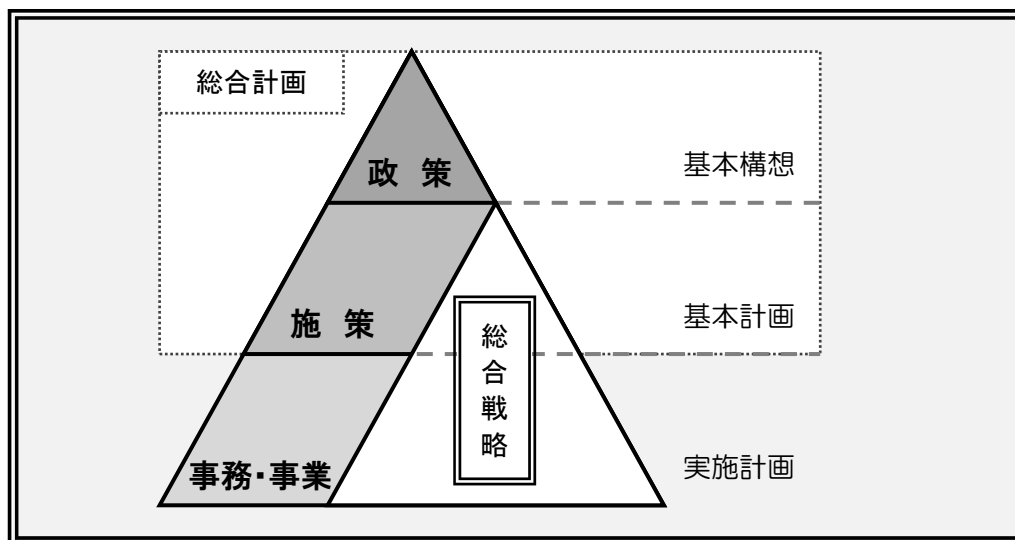 総合計画
政 策
基本構想
施 策
基本計画
総合戦略
事務・事業
実施計画